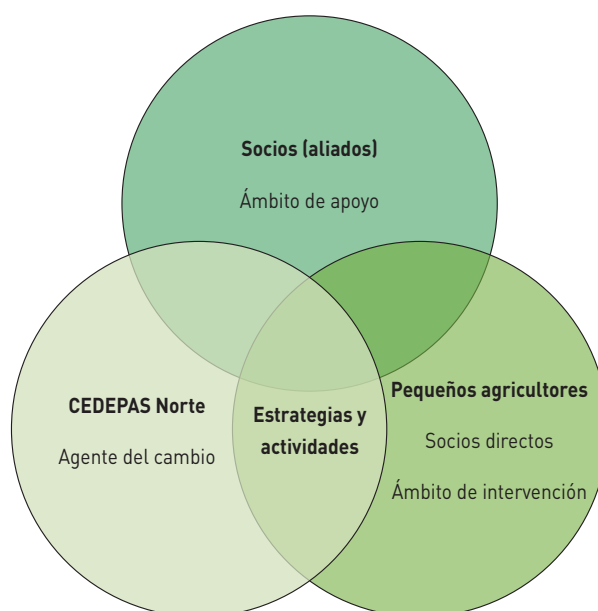 Socios (aliados)
Ámbito de apoyo
CEDEPAS Norte
Agente del cambio
Estrategias y
actividades
Pequeños agricultores
Socios directos
Ámbito de intervención